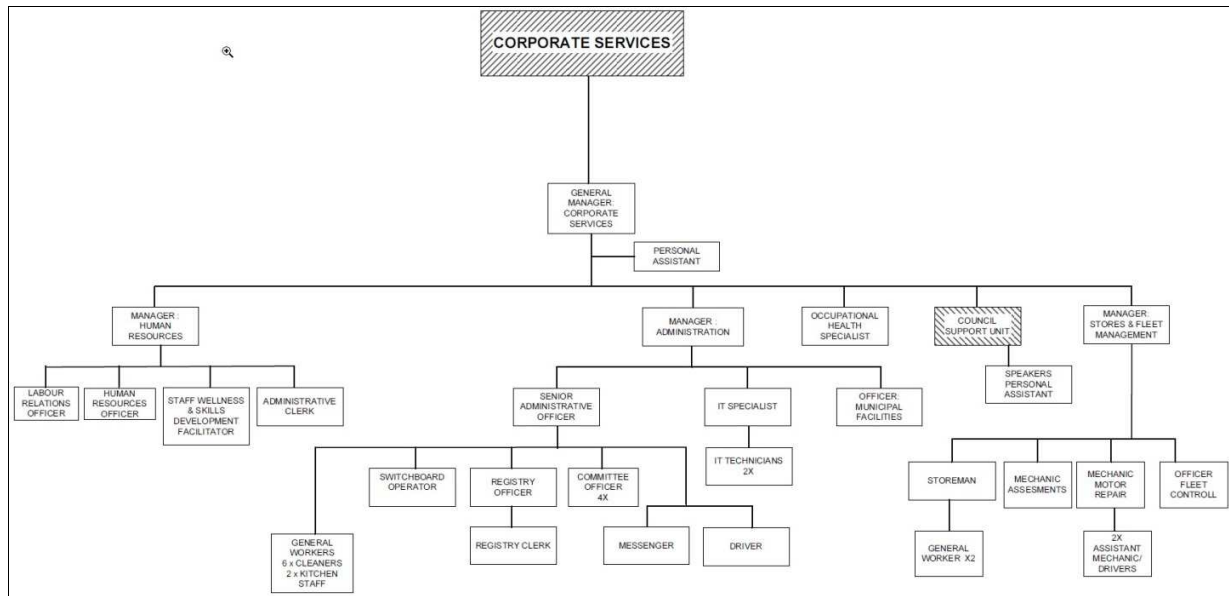 CORPORATE SERVICES
GENERAL
MANAGER:
CORPORATE
SERVICES
PERSONAL
ASSISTANT
MANAGER :
HUMAN
RESOURCES
MANAGER :
ADMINISTRATION
OCCUPATIONAL
HEALTH
SPECIALIST
COUNCIL
SUPPORT UNIT
MANAGER:
STORES & FLEET
MANAGEMENT
LABOUR
RELATIONS
OFFICER
HUMAN
RESOURCES
OFFICER
STAFF WELLNESS
& SKILLS
DEVELOPMENT
FACILITATOR
ADMINISTRATIVE
CLERK
SENIOR
ADMINISTRATIVE
OFFICER
IT SPECIALIST
OFFICER:
MUNICIPAL
FACILITIES
SPEAKERS
PERSONAL
ASSISTANT
SWITCHBOARD
OPERATOR
REGISTRY
OFFICER
COMMITTEE
OFFICER
4X
IT TECHNICIANS
2X
STOREMAN
MECHANIC
ASSESMENTS
MECHANIC
MOTOR
REPAIR
OFFICER
FLEET
CONTROLL
GENERAL
WORKERS
6 x CLEANERS
2 x KITCHEN
STAFF
REGISTRY CLERK
MESSENGER
DRIVER
GENERAL
WORKER X2
2X
ASSISTANT
MECHANIC/
DRIVERS